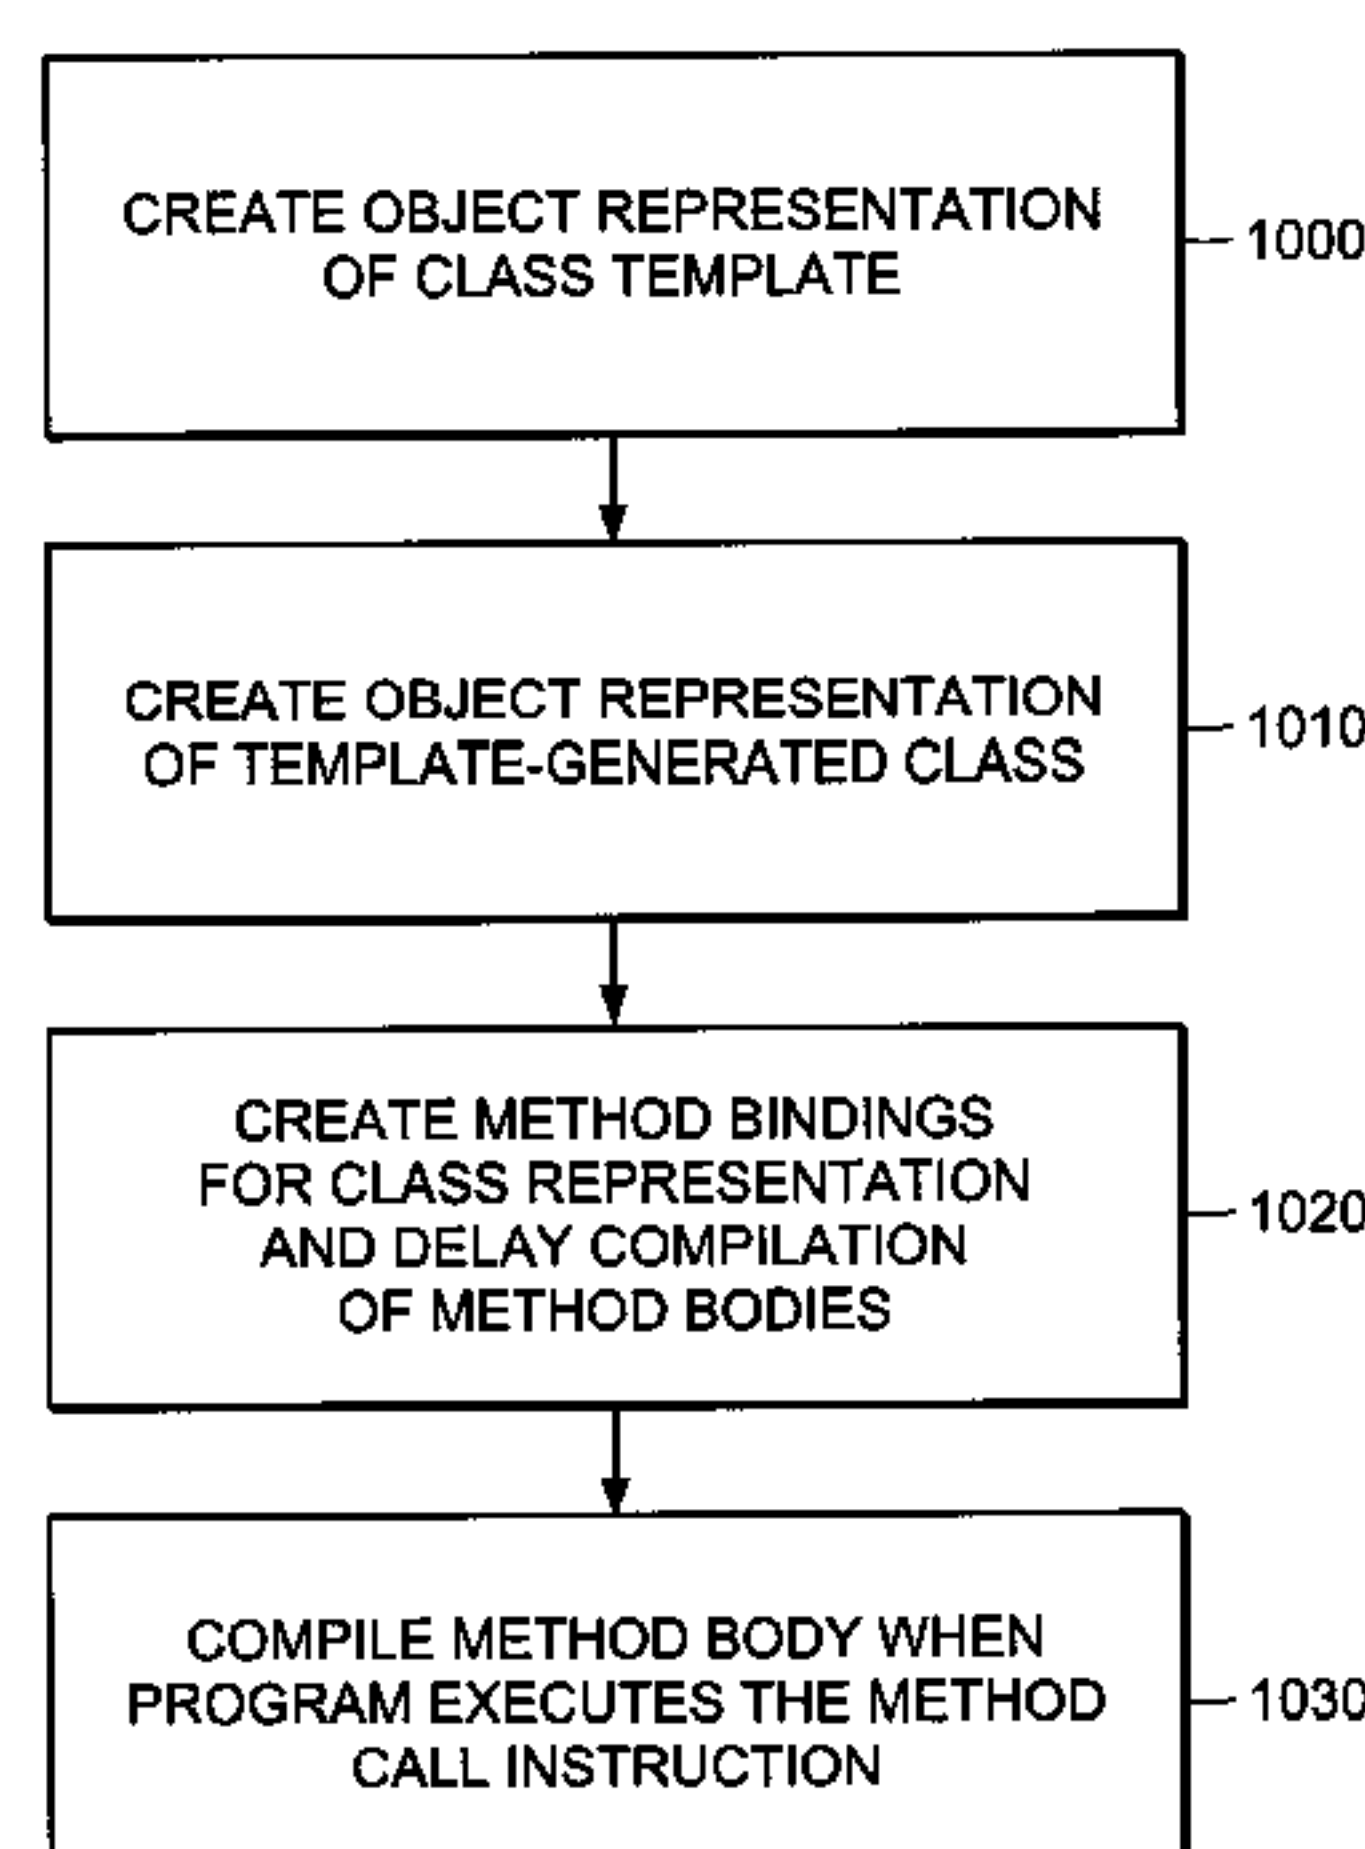 CREATE OBJECT REPRESENTATION
OF CLASS TEMPLATE
1000
CREATE OBJECT REPRESENTATION
OF TEMPLATE-GENERATED CLASS
1010
CREATE METHOD BINDINGS
FOR CLASS REPRESENTATION
AND DELAY COMPILATION
OF METHOD BODIES
1020
COMPILE METHOD BODY WHEN
PROGRAM EXECUTES THE METHOD
CALL INSTRUCTION
1030